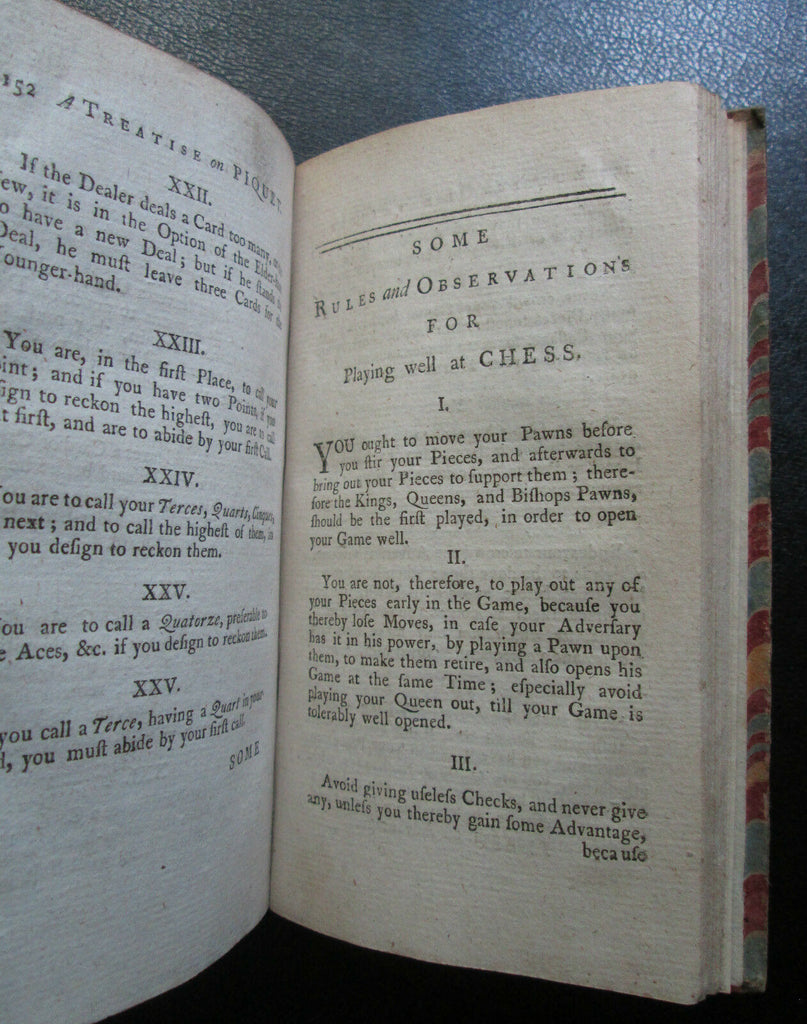 152 A TREATISE on PIQUET.
XXII.
If the Dealer deals a Card too many,
ew, it is in the Option of the
o have a new Deal; but if he ſtands
Deal, he muſt leave three Cards for the
ounger-hand.
XXIII.
You are, in the firſt Place, to call your
oint; and if you have two Points, if you
ſign to reckon the higheſt, you are to call
t firſt, and are to abide by your firſt Call.
XXIV.
ou are to call your Terces, Quarts,
next; and to call the higheſt of them, in
you deſign to reckon them.
XXV.
ou are to call a Quatorze, preferable to
e Aces, &c. if you deſign to reckon them.
XXV.
you call a Terce, having a Quart in your
d, you muſt abide by your firſt call.
SOME
SOME
RULES and OBSERVATIONS
FOR
Playing well at CHESS.
I.
YOU ought to move your Pawns before
you ſtir your Pieces, and afterwards to
bring out your Pieces to ſupport them; there-
fore the Kings, Queens, and Biſhops Pawns,
ſhould be the firſt played, in order to open
your Game well.
II.
You are not, therefore, to play out any of
your Pieces early in the Game, becauſe you
thereby loſe Moves, in caſe your Adverſary
has it in his power, by playing a Pawn upon
them, to make them retire, and alſo opens his
Game at the ſame Time; eſpecially avoid
playing your Queen out, till your Game is
tolerably well opened.
III.
Avoid giving uſeleſs Checks, and never give
any, unleſs you thereby gain ſome Advantage,
becauſe